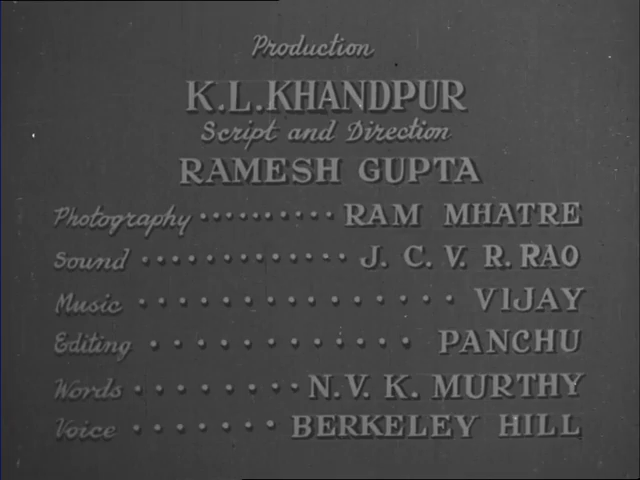 Production
K.L.KHANDPUR
Script and Direction
RAMESH GUPTA
Photography .......... RAM MHATRE
Sound ............. J. C. V. R. RAO
Music ............... VIJAY
Editing ........... PANCHU
Words ........ N.V. K. MURTHY
Voice ....... BERKELEY HILL